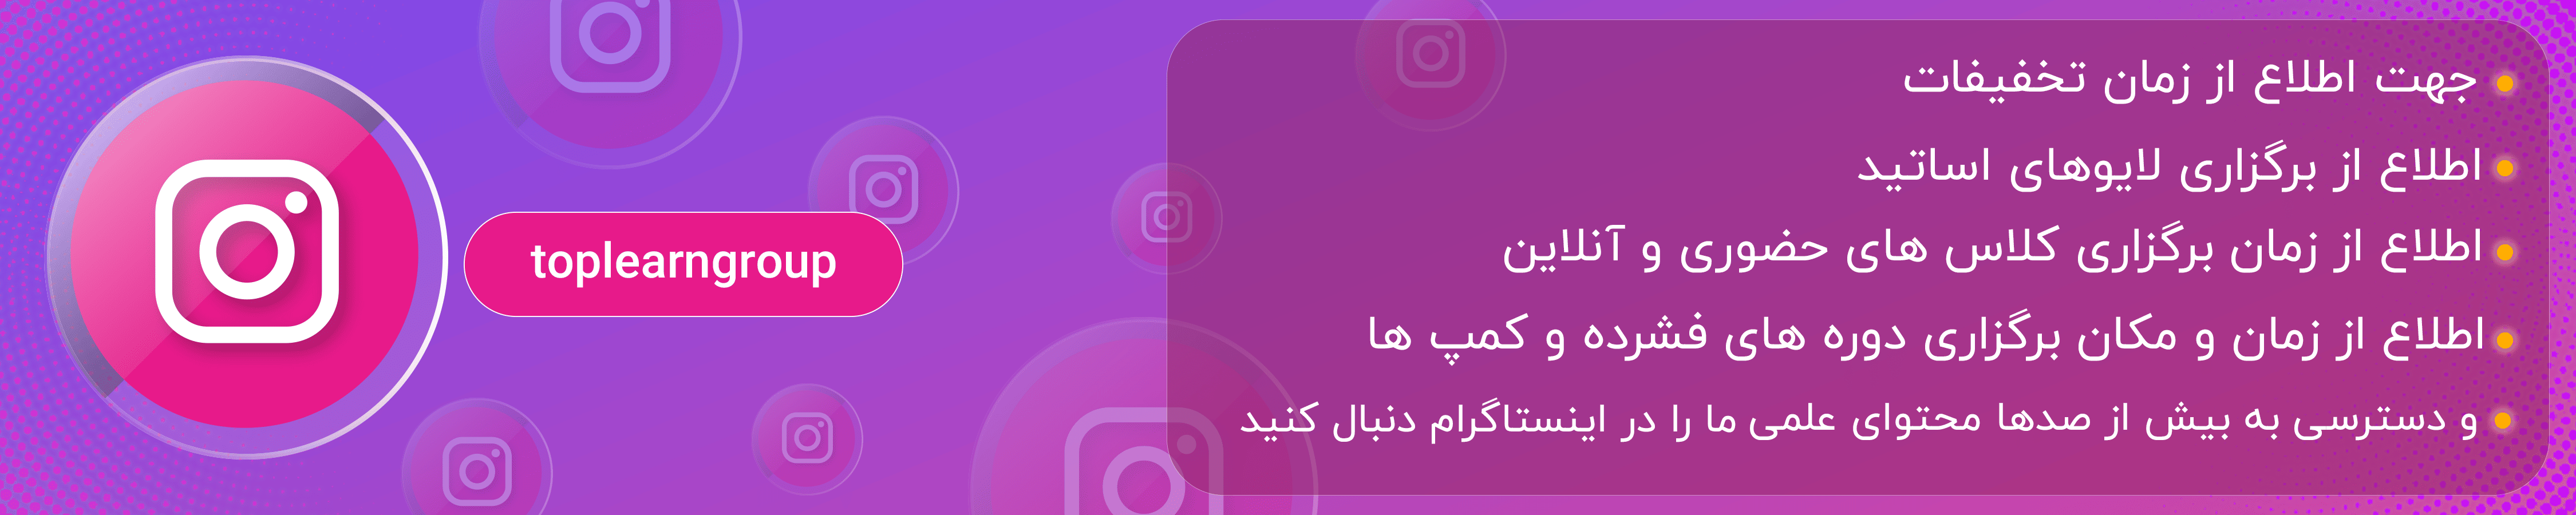 جهت اطلاع از زمان تخفیفات
اطلاع از برگزاری لایوهای اساتید
اطلاع از زمان برگزاری کلاس های حضوری و آنلاین
اطلاع از زمان و مکان برگزاری دوره های فشرده و کمپ ها
و دسترسی به بیش از صدها محتوای علمی ما را در اینستاگرام دنبال کنید
toplearngroup